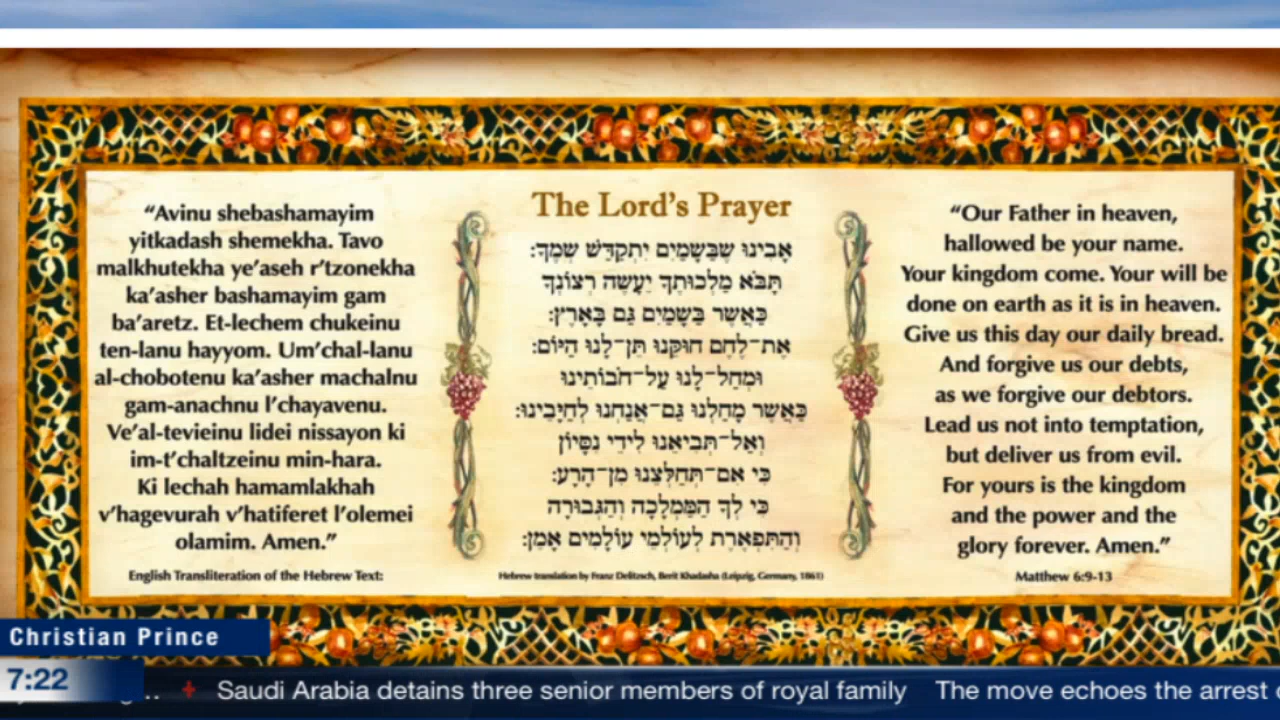 “Avinu shebashamayim
yitkadash shemekha. Tavo
malkhutekha ye’aseh r’tzonekha
ka’asher bashamayim gam
ba’aretz. Et-lechem chukeinu
ten-lanu hayyom. Um’chal-lanu
al-chobotenu ka’asher machalnu
gam-anachnu l’chayavenu.
Ve’al-tevieinu lidei nissayon ki
im-t’chaltzeinu min-hara.
Ki lechah hamamlakhah
v’hagevurah v’hatiferet l’olemei
olamim. Amen.”
English Transliteration of the Hebrew Text:
The Lord’s Prayer
אָבִינוּ שֶׁבַּשָּׁמַיִם יִתְקַדֵּשׁ שְׁמֶךָ:
תָּבֹא מַלְכוּתְךָ יֵעָשֶׂה רְצוֹנְךָ
כַּאֲשֶׁר בַּשָּׁמַיִם גַּם בָּאָרֶץ:
אֶת־לֶחֶם חוּקֵּנוּ תֵּן־לָנוּ הַיּוֹם:
וּמְחַל־לָנוּ עַל־חֹבוֹתֵינוּ
כַּאֲשֶׁר מָחַלְנוּ גַּם־אֲנַחְנוּ לְחַיָּבֵינוּ:
וְאַל־תְּבִיאֵנוּ לִידֵי נִסָּיוֹן
כִּי אִם־תְּחַלְּצֵנוּ מִן־הָרָע:
כִּי לְךָ הַמַּמְלָכָה וְהַגְּבוּרָה
וְהַתִּפְאֶרֶת לְעוֹלְמֵי עוֹלָמִים אָמֵן:
Hebrew translation by Franz Delitzsch, Berit Khadasha (Leipzig, Germany, 1861)
“Our Father in heaven,
hallowed be your name.
Your kingdom come. Your will be
done on earth as it is in heaven.
Give us this day our daily bread.
And forgive us our debts,
as we forgive our debtors.
Lead us not into temptation,
but deliver us from evil.
For yours is the kingdom
and the power and the
glory forever. Amen.”
Matthew 6:9-13
Christian Prince
7:22
Saudi Arabia detains three senior members of royal family The move echoes the arrest